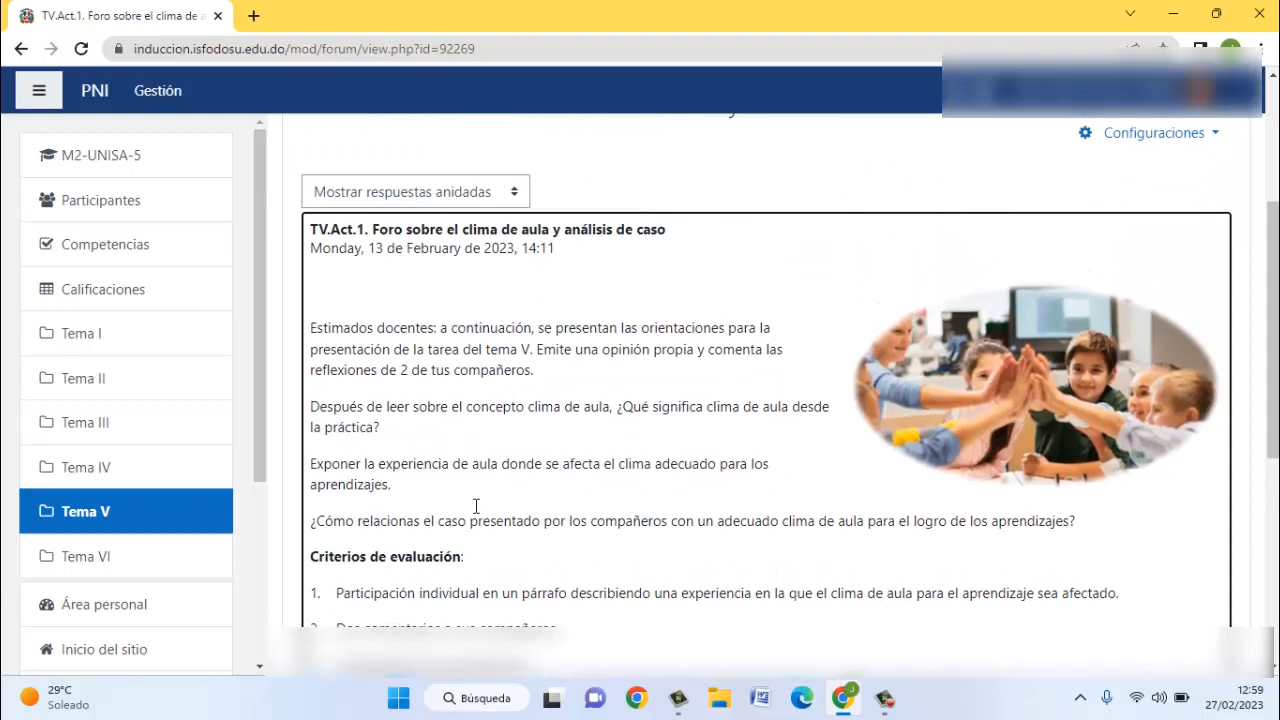 TV.Act.1. Foro sobre el clima de a
induccion.isfodosu.edu.do/mod/forum/view.php?id=92269
PNI
Gestión
Configuraciones
M2-UNISA-5
Participantes
Competencias
Calificaciones
Tema I
Tema II
Tema III
Tema IV
Tema V
Tema VI
Área personal
Inicio del sitio
Mostrar respuestas anidadas
TV.Act.1. Foro sobre el clima de aula y análisis de caso
Monday, 13 de February de 2023, 14:11
Estimados docentes: a continuación, se presentan las orientaciones para la
presentación de la tarea del tema V. Emite una opinión propia y comenta las
reflexiones de 2 de tus compañeros.
Después de leer sobre el concepto clima de aula, ¿Qué significa clima de aula desde
la práctica?
Exponer la experiencia de aula donde se afecta el clima adecuado para los
aprendizajes.
¿Cómo relacionas el caso presentado por los compañeros con un adecuado clima de aula para el logro de los aprendizajes?
Criterios de evaluación:
1. Participación individual en un párrafo describiendo una experiencia en la que el clima de aula para el aprendizaje sea afectado.
29°C
Soleado
Búsqueda
12:59
27/02/2023